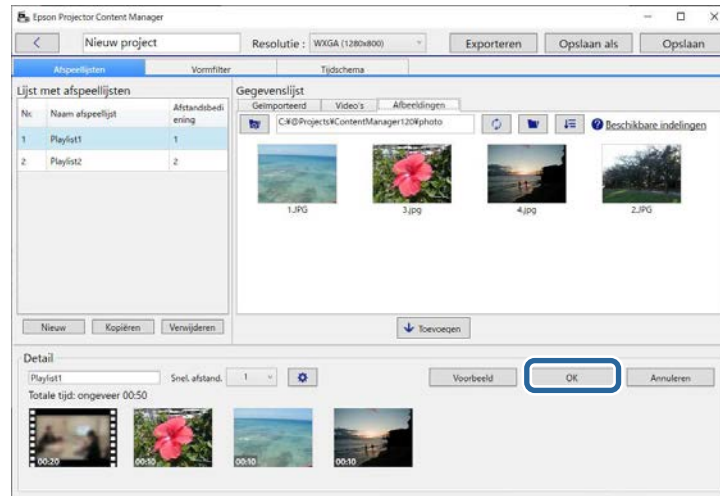 Epson Projector Content Manager
Nieuw project
Resolutie : WXGA (1280x800)
Exporteren
Opslaan als
Opslaan
Afspeellijsten
Vormfilter
Tijdschema
Lijst met afspeellijsten
Nr. Naam afspeellijst Afstandsbedi
ening
1 Playlist1 1
2 Playlist2 2
Nieuw
Kopiëren
Verwijderen
Gegevenslijst
Geïmporteerd
Video's
Afbeeldingen
C:¥@Projects¥ContentManager120¥photo
Beschikbare indelingen
1.JPG
3.jpg
4.jpg
2.JPG
Toevoegen
Detail
Playlist1
Snel. afstand. 1
Voorbeeld
OK
Annuleren
Totale tijd: ongeveer 00:50
00:20
00:10
00:10
00:10